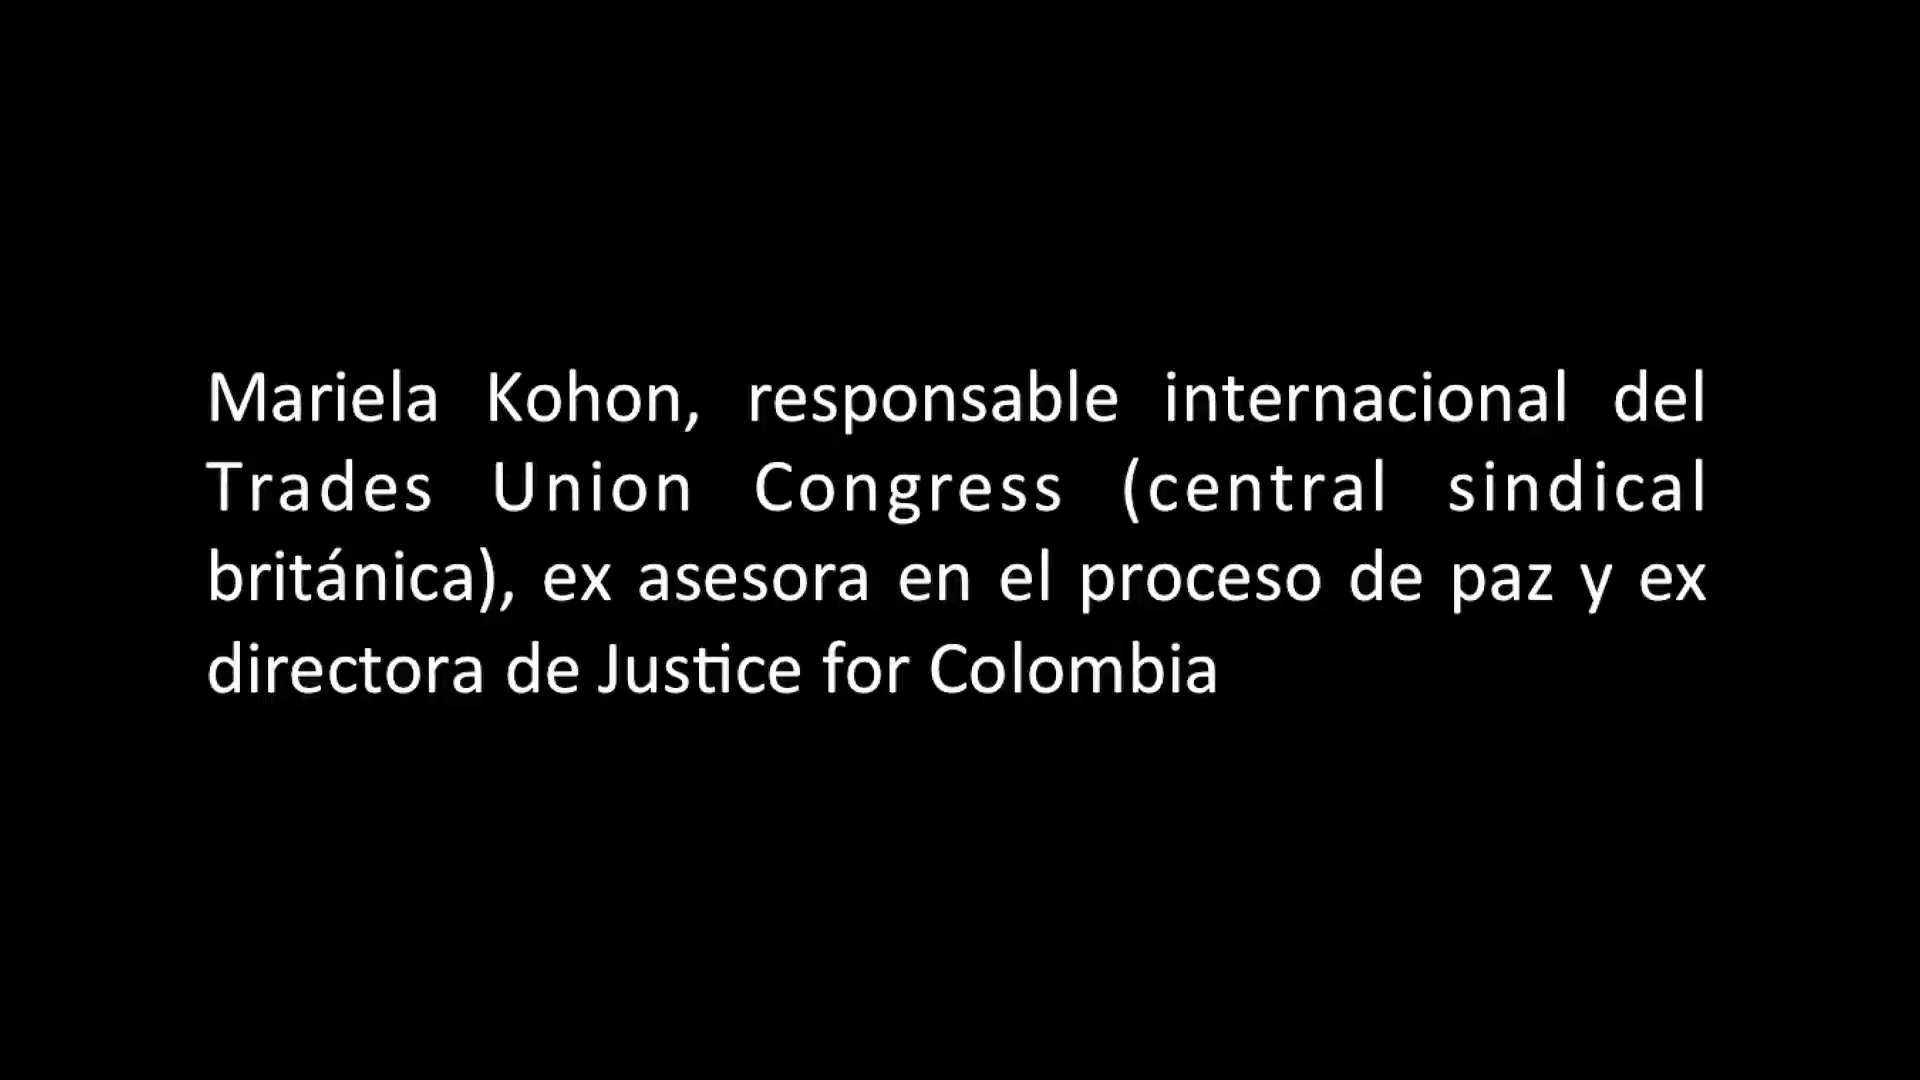 Mariela Kohon, responsable internacional del
Trades Union Congress (central sindical
británica), ex asesora en el proceso de paz y ex
directora de Justice for Colombia